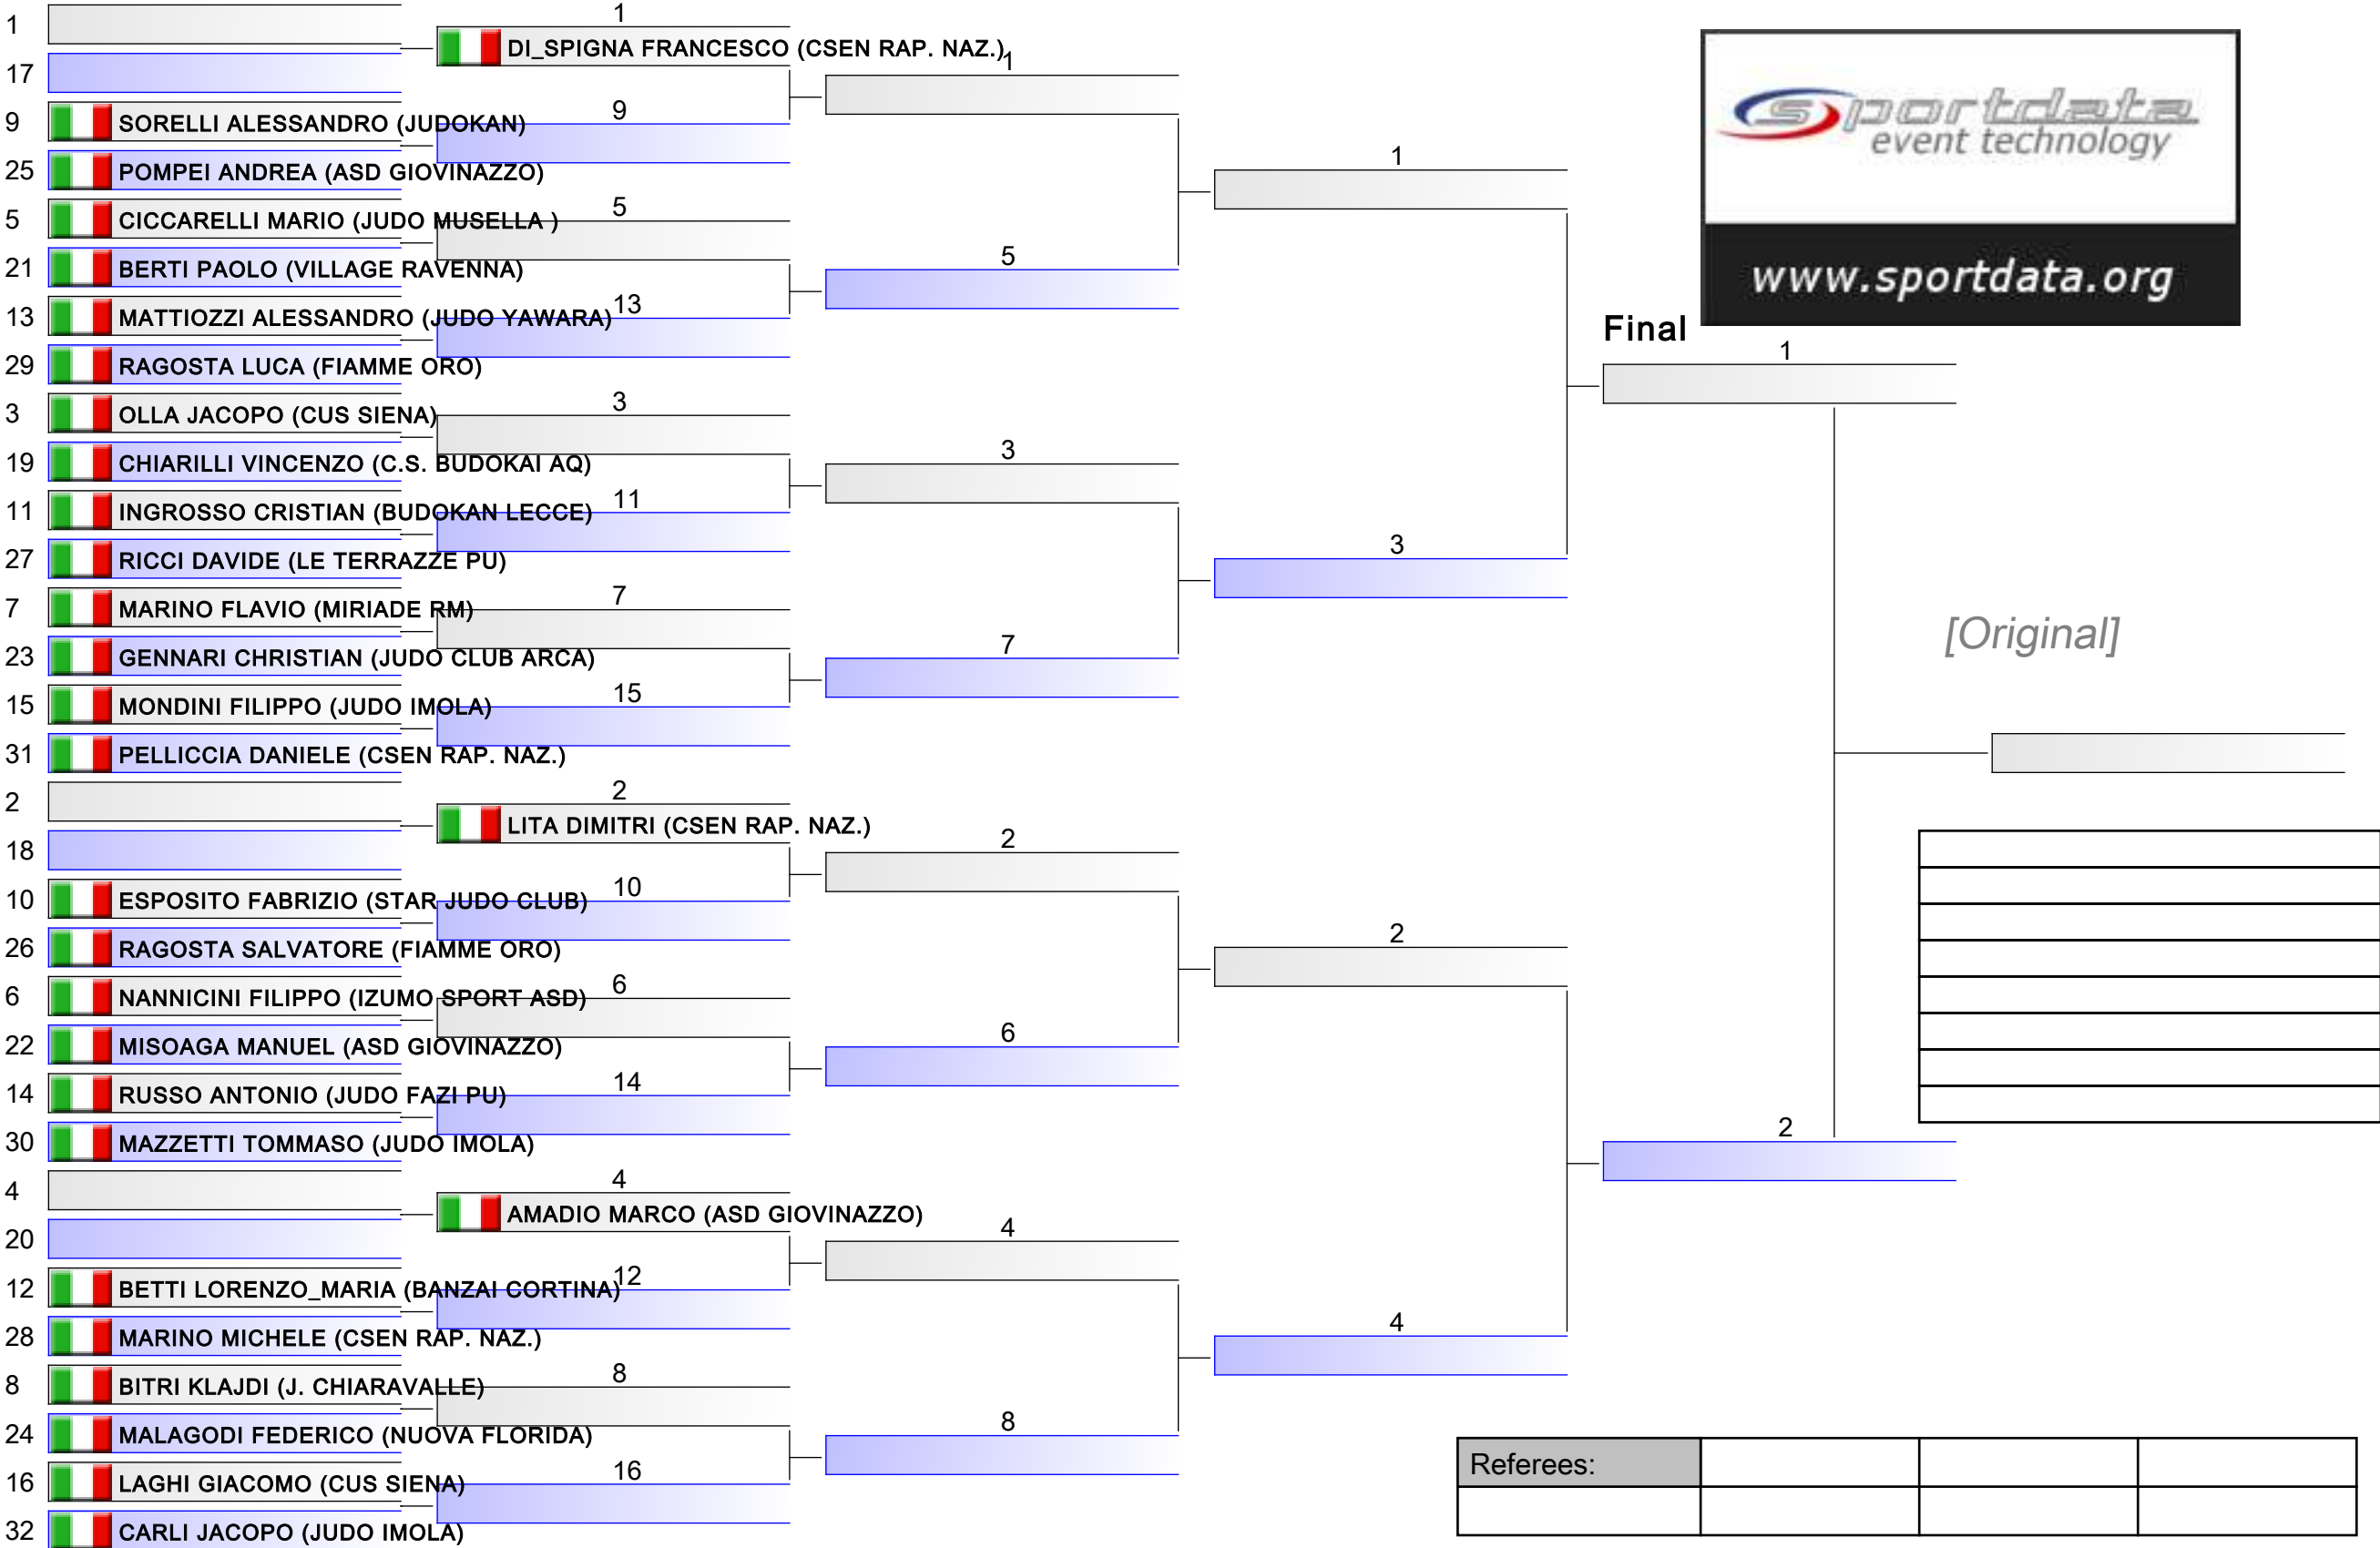 1
17
9 SORELLI ALESSANDRO (JUDOKAN)
25 POMPEI ANDREA (ASD GIOVINAZZO)
5 CICCARELLI MARIO (JUDO MUSELLA )
21 BERTI PAOLO (VILLAGE RAVENNA)
13 MATTIOZZI ALESSANDRO (JUDO YAWARA)
29 RAGOSTA LUCA (FIAMME ORO)
3 OLLA JACOPO (CUS SIENA)
19 CHIARILLI VINCENZO (C.S. BUDOKAI AQ)
11 INGROSSO CRISTIAN (BUDOKAN LECCE)
27 RICCI DAVIDE (LE TERRAZZE PU)
7 MARINO FLAVIO (MIRIADE RM)
23 GENNARI CHRISTIAN (JUDO CLUB ARCA)
15 MONDINI FILIPPO (JUDO IMOLA)
31 PELLICCIA DANIELE (CSEN RAP. NAZ.)
2
18
10 ESPOSITO FABRIZIO (STAR JUDO CLUB)
26 RAGOSTA SALVATORE (FIAMME ORO)
6 NANNICINI FILIPPO (IZUMO SPORT ASD)
22 MISOAGA MANUEL (ASD GIOVINAZZO)
14 RUSSO ANTONIO (JUDO FAZI PU)
30 MAZZETTI TOMMASO (JUDO IMOLA)
4
20
12 BETTI LORENZO_MARIA (BANZAI CORTINA)
28 MARINO MICHELE (CSEN RAP. NAZ.)
8 BITRI KLAJDI (J. CHIARAVALLE)
24 MALAGODI FEDERICO (NUOVA FLORIDA)
16 LAGHI GIACOMO (CUS SIENA)
32 CARLI JACOPO (JUDO IMOLA)
1
DI_SPIGNA FRANCESCO (CSEN RAP. NAZ.)
9
5
13
3
11
7
15
2
LITA DIMITRI (CSEN RAP. NAZ.)
10
6
14
4
AMADIO MARCO (ASD GIOVINAZZO)
12
8
16
1
5
3
7
2
6
4
8
1
3
2
4
Final
1
2
sportdata
event technology
www.sportdata.org
[Original]
Referees: